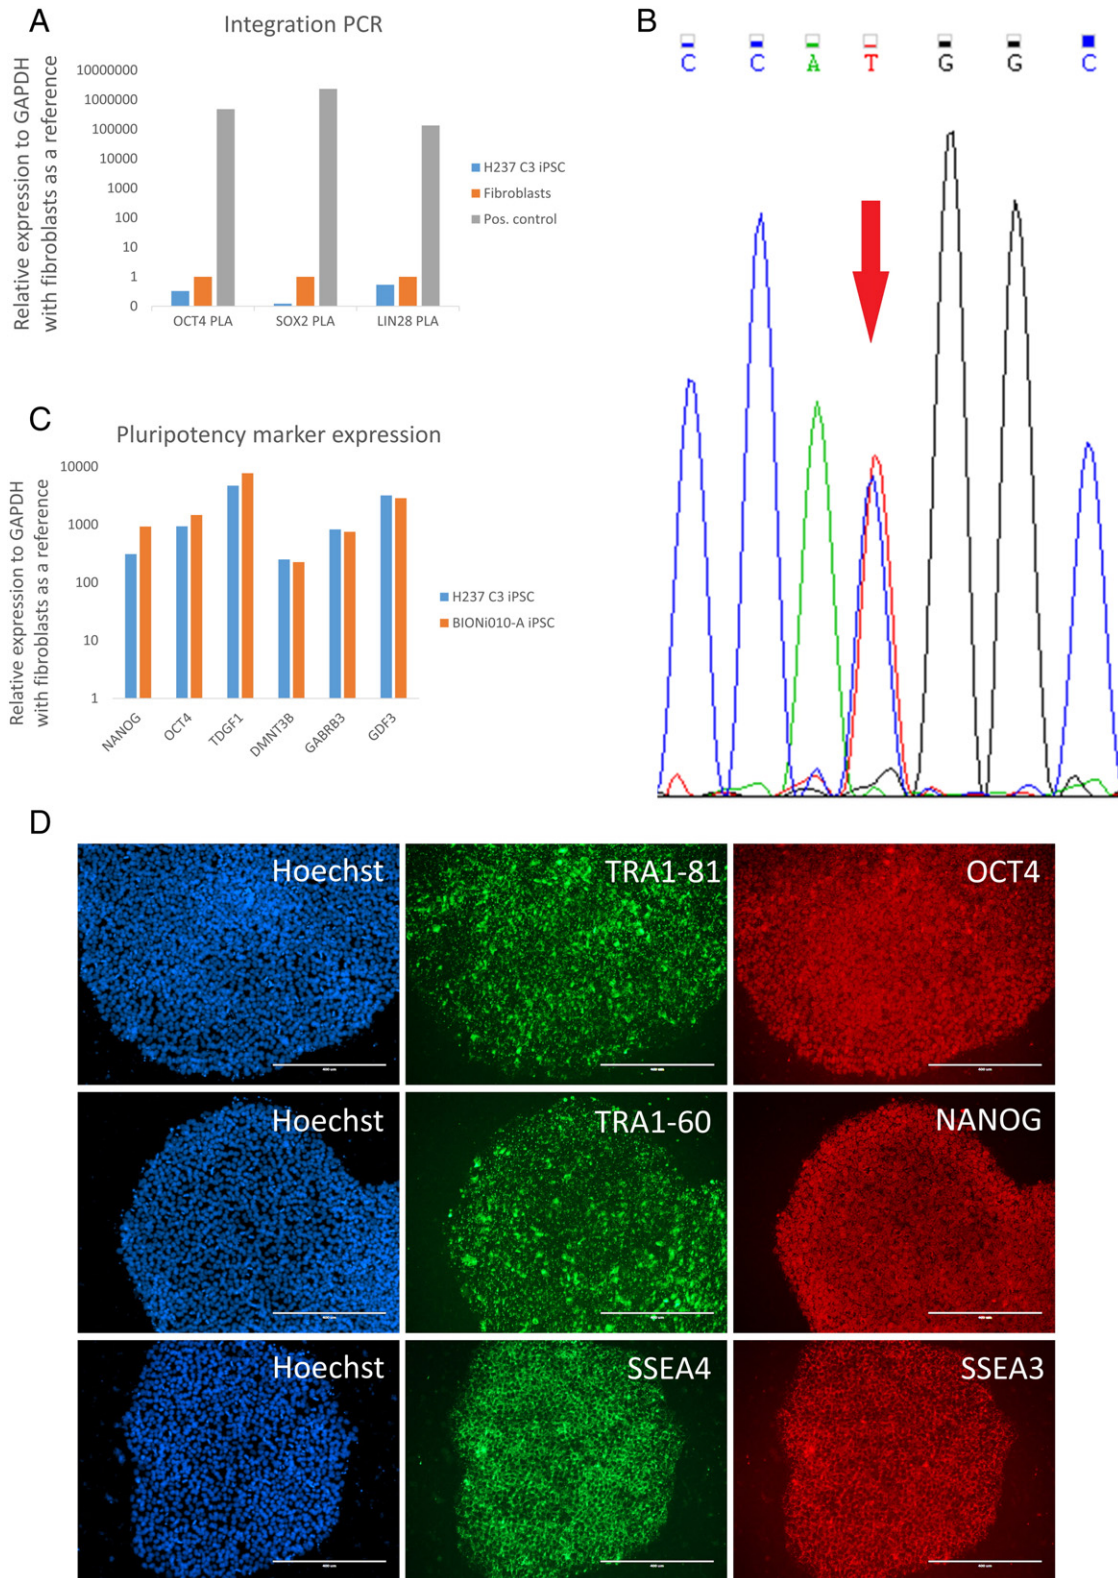 A
Integration PCR
Relative expression to GAPDH
with fibroblasts as a reference
10000000
1000000
100000
10000
1000
100
10
1
0
OCT4 PLA
SOX2 PLA
LIN28 PLA
H237 C3 iPSC
Fibroblasts
Pos. control
B
C C A T G G C
C
Pluripotency marker expression
Relative expression to GAPDH
with fibroblasts as a reference
10000
1000
100
10
1
NANOG
OCT4
TDGF1
DMNT3B
GABRB3
GDF3
H237 C3 iPSC
BIONi010-A iPSC
D
Hoechst
TRA1-81
OCT4
Hoechst
TRA1-60
NANOG
Hoechst
SSEA4
SSEA3